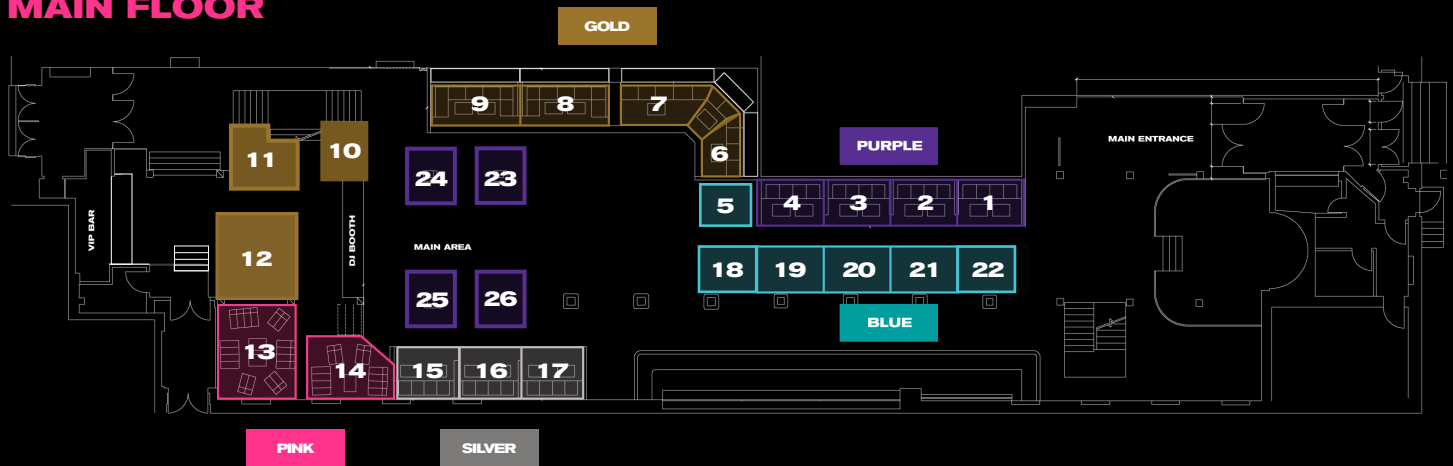 MAIN FLOOR
GOLD
9
8
7
6
11
10
24
23
PURPLE
MAIN ENTRANCE
5
4
3
2
1
VIP BAR
12
DJ BOOTH
MAIN AREA
18
19
20
21
22
25
26
BLUE
13
14
15
16
17
PINK
SILVER